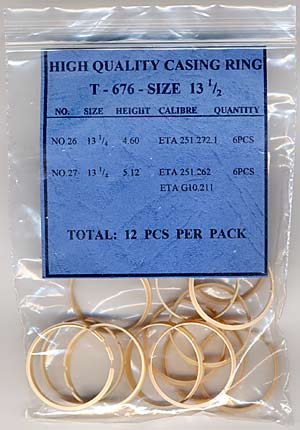 HIGH QUALITY CASING RING
T - 676 - SIZE 13 1/2
NO. SIZE HEIGHT CALIBRE QUANTITY
NO 26 13 1/4 4.60 ETA 251.272.1 6PCS
NO 27 13 1/4 5.12 ETA 251.262 6PCS
ETA G10.211
TOTAL: 12 PCS PER PACK